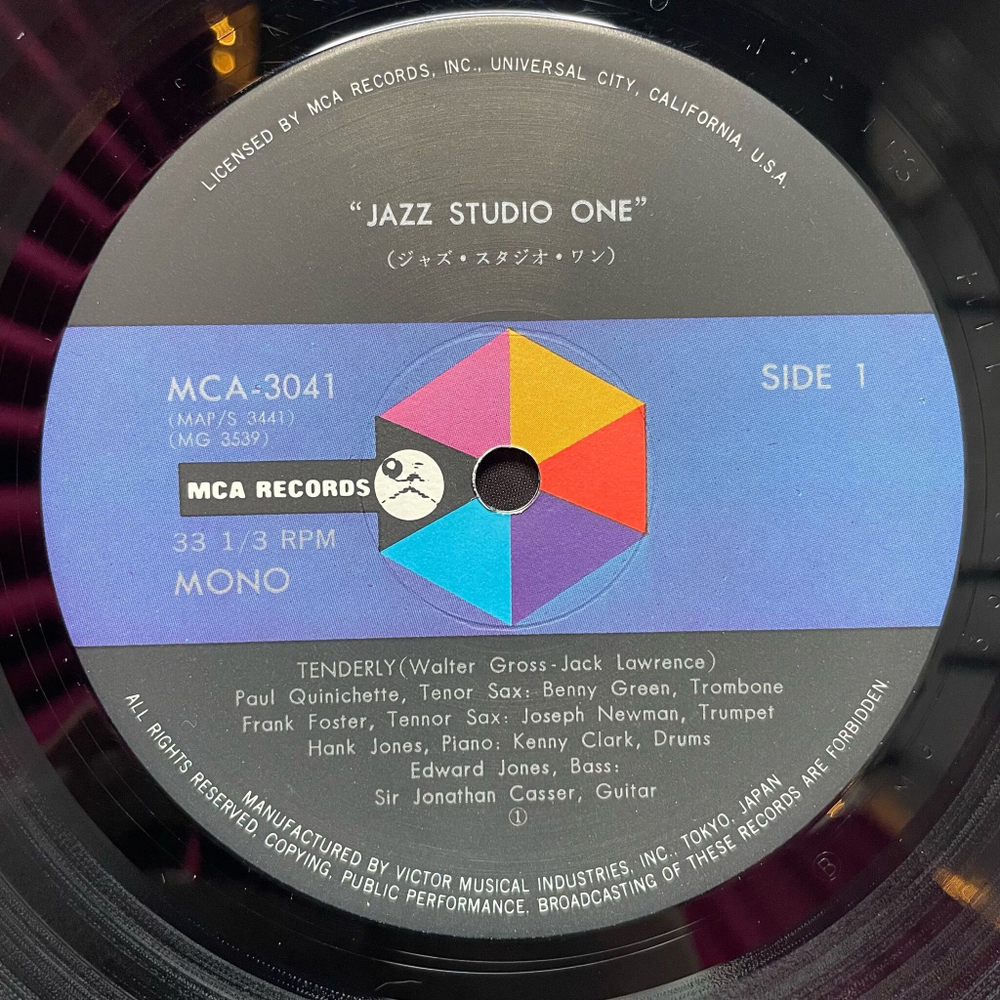 LICENSED BY MCA RECORDS, INC., UNIVERSAL CITY, CALIFORNIA, U.S.A.
“JAZZ STUDIO ONE”
(ジャズ・スタジオ・ワン)
MCA-3041
(MAP/S 3441)
(MG 3539)
SIDE 1
MCA RECORDS
33 1/3 RPM
MONO
TENDERLY(Walter Gross-Jack Lawrence)
Paul Quinichette, Tenor Sax: Benny Green, Trombone
Frank Foster, Tennor Sax: Joseph Newman, Trumpet
Hank Jones, Piano: Kenny Clark, Drums
Edward Jones, Bass:
Sir Jonathan Casser, Guitar
①
MANUFACTURED BY VICTOR MUSICAL INDUSTRIES, INC. TOKYO, JAPAN
ALL RIGHTS RESERVED, COPYING, PUBLIC PERFORMANCE, BROADCASTING OF THESE RECORDS ARE FORBIDDEN.